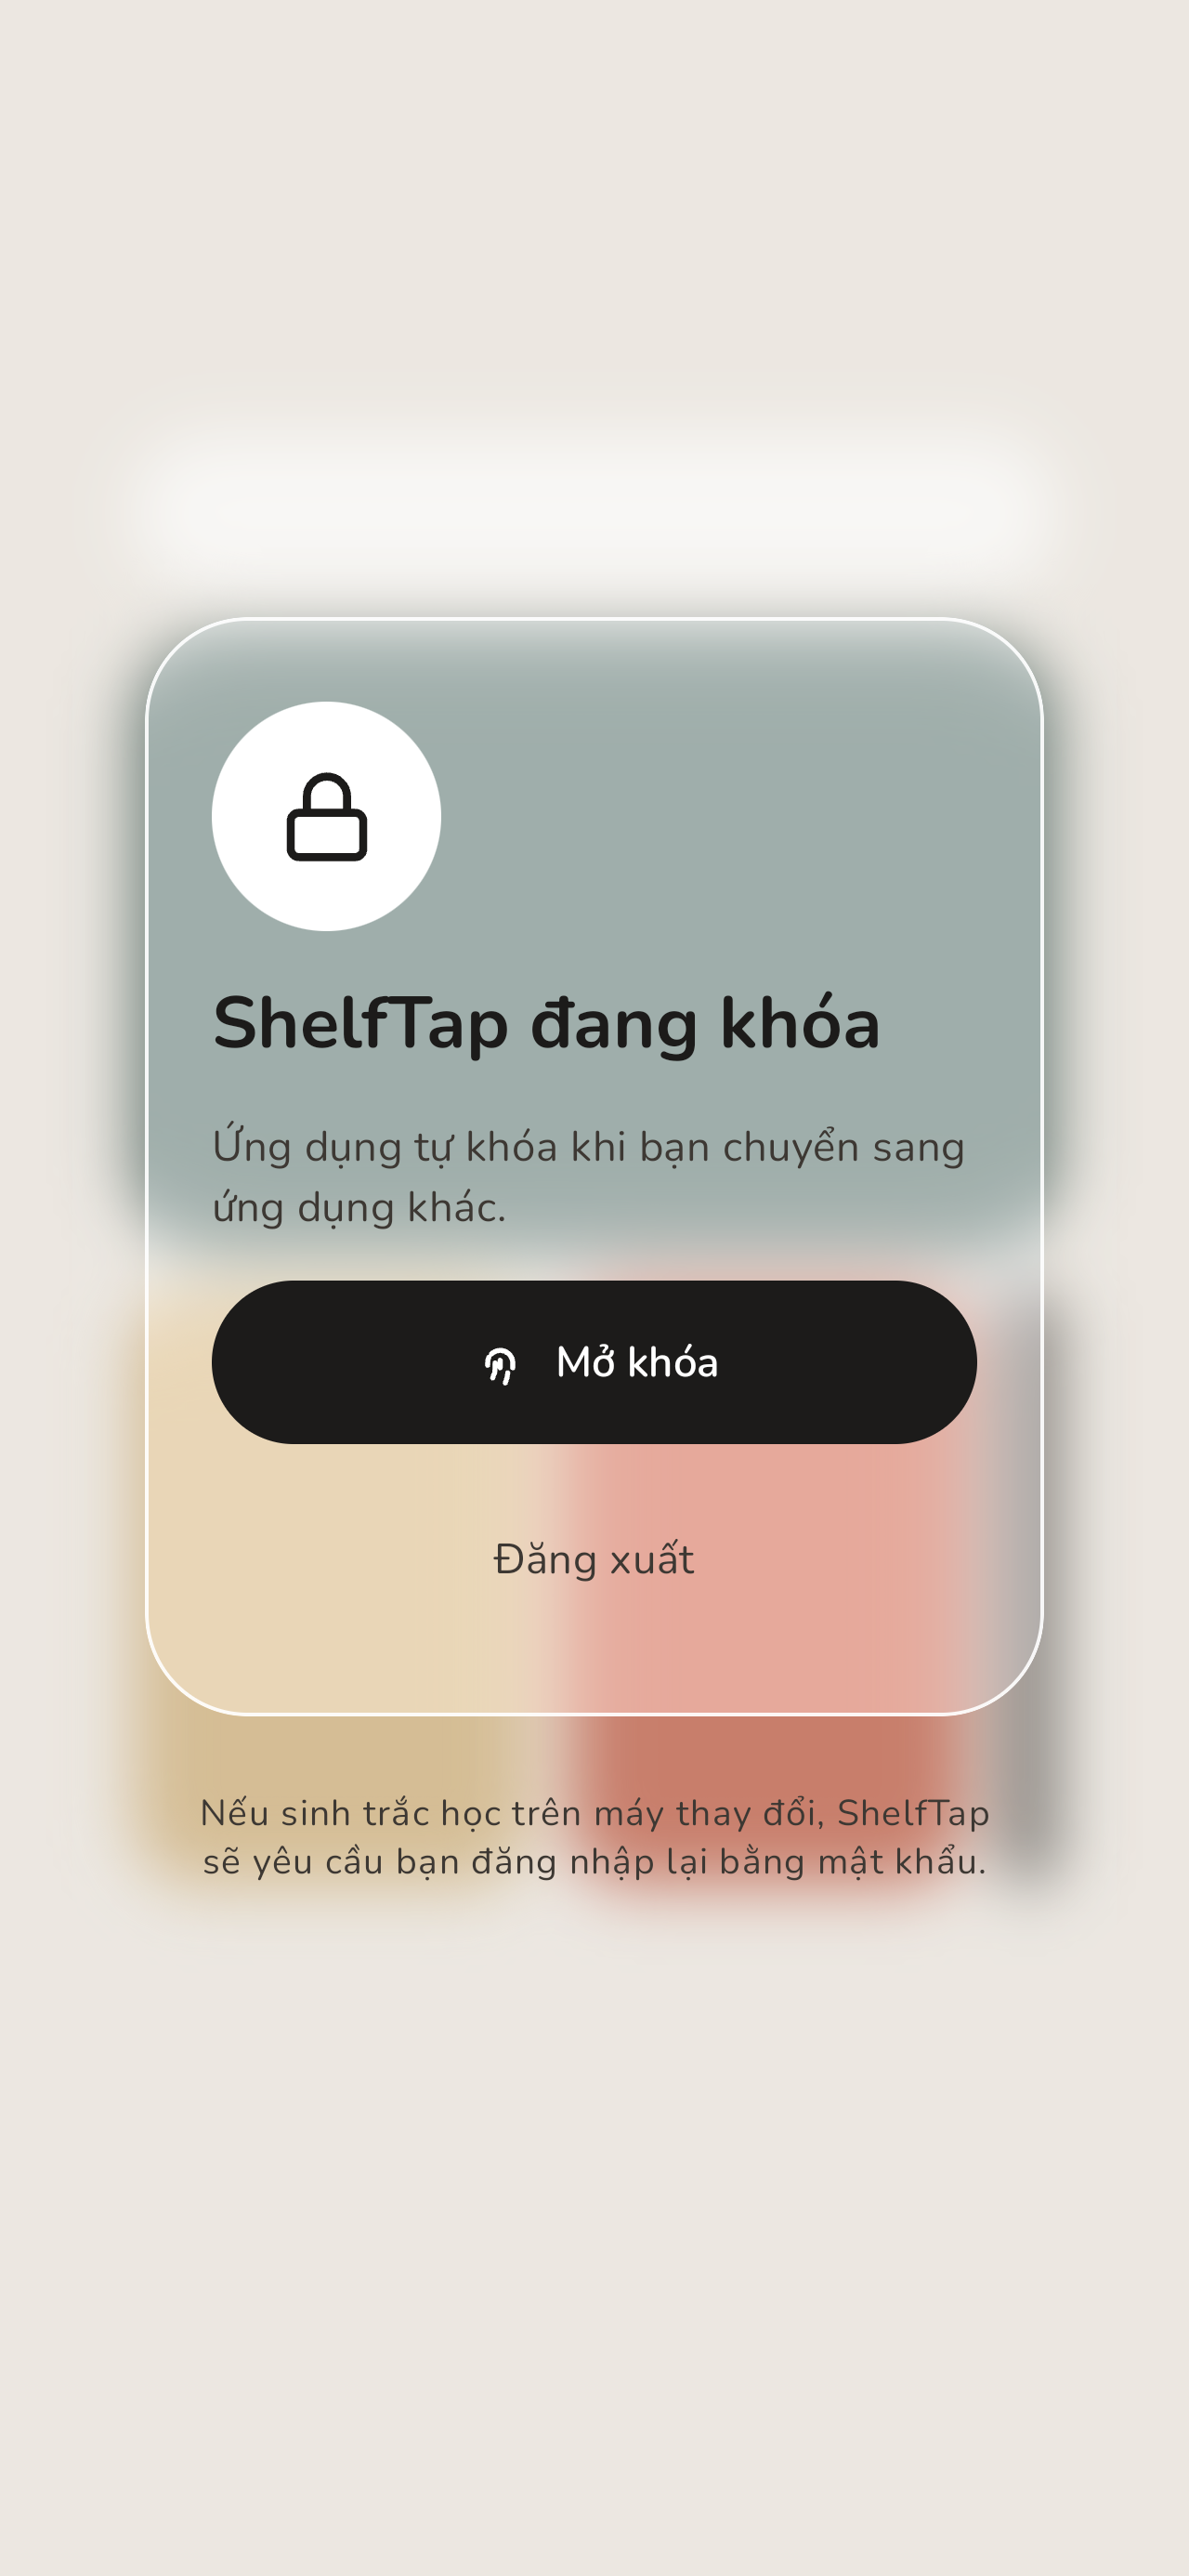 ShelfTap đang khóa
Ứng dụng tự khóa khi bạn chuyển sang
ứng dụng khác.
Mở khóa
Đăng xuất
Nếu sinh trắc học trên máy thay đổi, ShelfTap
sẽ yêu cầu bạn đăng nhập lại bằng mật khẩu.